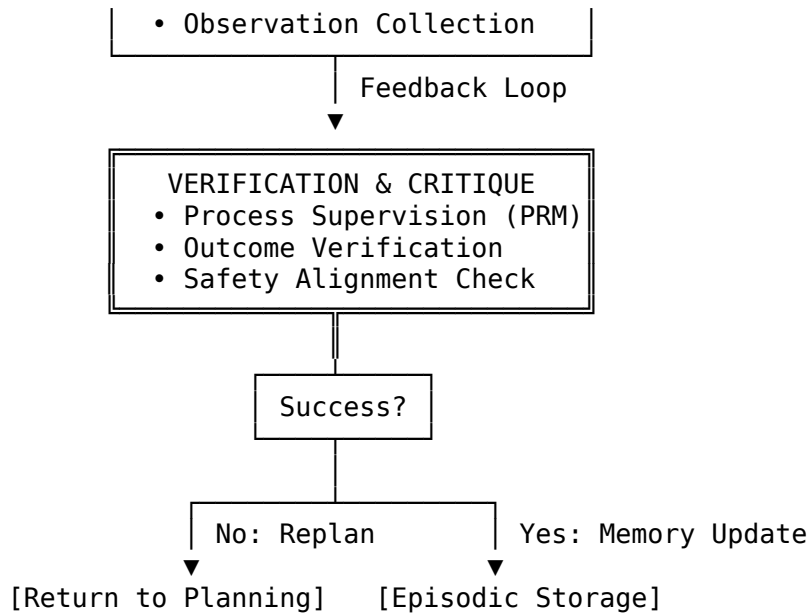 • Observation Collection
Feedback Loop
VERIFICATION & CRITIQUE
• Process Supervision (PRM)
• Outcome Verification
• Safety Alignment Check
Success?
No: Replan
Yes: Memory Update
[Return to Planning]
[Episodic Storage]